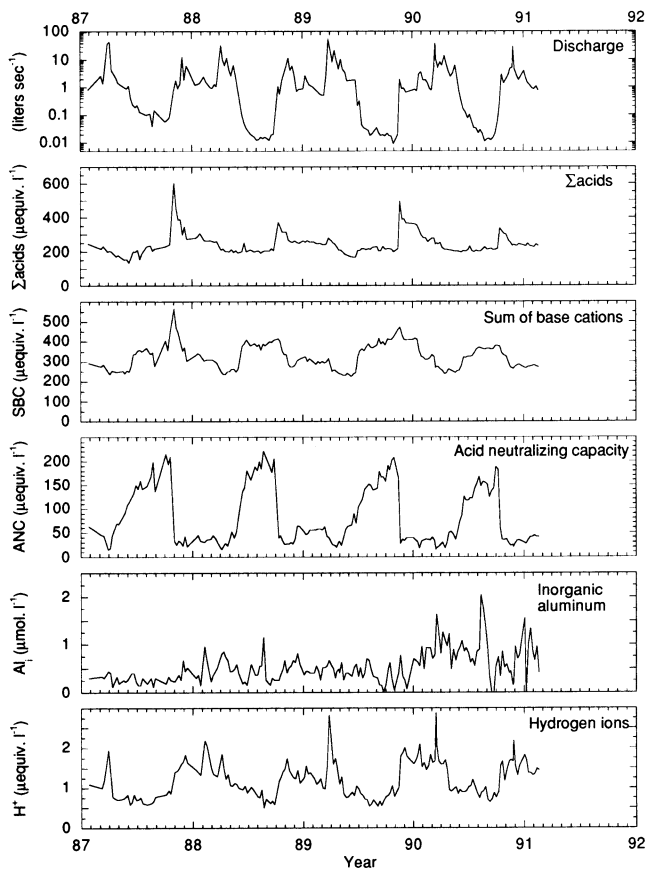 87 88 89 90 91 92
100
10
1
0.1
0.01
(liters sec⁻¹)
Discharge
600
400
200
0
Σacids (µequiv. l⁻¹)
Σacids
500
400
300
200
100
0
SBC (µequiv. l⁻¹)
Sum of base cations
200
150
100
50
0
ANC (µequiv. l⁻¹)
Acid neutralizing capacity
2
1
0
Alᵢ (µmol. l⁻¹)
Inorganic
aluminum
2
1
0
H⁺ (µequiv. l⁻¹)
Hydrogen ions
87 88 89 90 91 92
Year